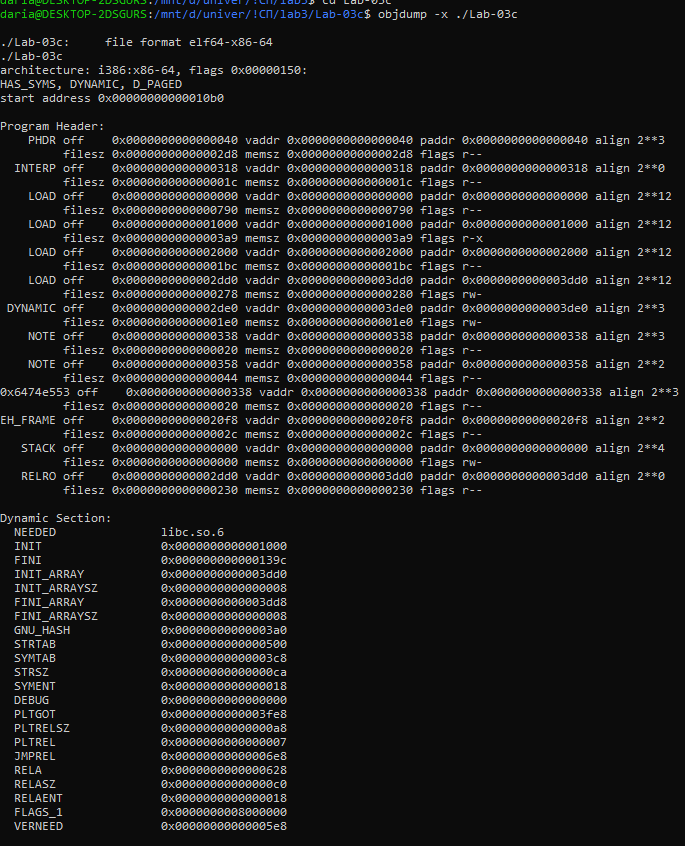 daria@DESKTOP-2DSGURS:/mnt/d/univer/!СП/lab3$ cd Lab-03c
daria@DESKTOP-2DSGURS:/mnt/d/univer/!СП/lab3/Lab-03c$ objdump -x ./Lab-03c

./Lab-03c:     file format elf64-x86-64
./Lab-03c
architecture: i386:x86-64, flags 0x00000150:
HAS_SYMS, DYNAMIC, D_PAGED
start address 0x00000000000010b0

Program Header:
    PHDR off    0x0000000000000040 vaddr 0x0000000000000040 paddr 0x0000000000000040 align 2**3
         filesz 0x00000000000002d8 memsz 0x00000000000002d8 flags r--
  INTERP off    0x0000000000000318 vaddr 0x0000000000000318 paddr 0x0000000000000318 align 2**0
         filesz 0x000000000000001c memsz 0x000000000000001c flags r--
    LOAD off    0x0000000000000000 vaddr 0x0000000000000000 paddr 0x0000000000000000 align 2**12
         filesz 0x0000000000000790 memsz 0x0000000000000790 flags r--
    LOAD off    0x0000000000001000 vaddr 0x0000000000001000 paddr 0x0000000000001000 align 2**12
         filesz 0x00000000000003a9 memsz 0x00000000000003a9 flags r-x
    LOAD off    0x0000000000002000 vaddr 0x0000000000002000 paddr 0x0000000000002000 align 2**12
         filesz 0x00000000000001bc memsz 0x00000000000001bc flags r--
    LOAD off    0x0000000000002dd0 vaddr 0x0000000000003dd0 paddr 0x0000000000003dd0 align 2**12
         filesz 0x0000000000000278 memsz 0x0000000000000280 flags rw-
 DYNAMIC off    0x0000000000002de0 vaddr 0x0000000000003de0 paddr 0x0000000000003de0 align 2**3
         filesz 0x00000000000001e0 memsz 0x00000000000001e0 flags rw-
    NOTE off    0x0000000000000338 vaddr 0x0000000000000338 paddr 0x0000000000000338 align 2**3
         filesz 0x0000000000000020 memsz 0x0000000000000020 flags r--
    NOTE off    0x0000000000000358 vaddr 0x0000000000000358 paddr 0x0000000000000358 align 2**2
         filesz 0x0000000000000044 memsz 0x0000000000000044 flags r--
0x6474e553 off    0x0000000000000338 vaddr 0x0000000000000338 paddr 0x0000000000000338 align 2**3
         filesz 0x0000000000000020 memsz 0x0000000000000020 flags r--
EH_FRAME off    0x00000000000020f8 vaddr 0x00000000000020f8 paddr 0x00000000000020f8 align 2**2
         filesz 0x000000000000002c memsz 0x000000000000002c flags r--
   STACK off    0x0000000000000000 vaddr 0x0000000000000000 paddr 0x0000000000000000 align 2**4
         filesz 0x0000000000000000 memsz 0x0000000000000000 flags rw-
   RELRO off    0x0000000000002dd0 vaddr 0x0000000000003dd0 paddr 0x0000000000003dd0 align 2**0
         filesz 0x0000000000000230 memsz 0x0000000000000230 flags r--

Dynamic Section:
  NEEDED               libc.so.6
  INIT                 0x0000000000001000
  FINI                 0x000000000000139c
  INIT_ARRAY           0x0000000000003dd0
  INIT_ARRAYSZ         0x0000000000000008
  FINI_ARRAY           0x0000000000003dd8
  FINI_ARRAYSZ         0x0000000000000008
  GNU_HASH             0x00000000000003a0
  STRTAB               0x0000000000000500
  SYMTAB               0x00000000000003c8
  STRSZ                0x00000000000000ca
  SYMENT               0x0000000000000018
  DEBUG                0x0000000000000000
  PLTGOT               0x0000000000003fe8
  PLTRELSZ             0x00000000000000a8
  PLTREL               0x0000000000000007
  JMPREL               0x00000000000006e8
  RELA                 0x0000000000000628
  RELASZ               0x00000000000000c0
  RELAENT              0x0000000000000018
  FLAGS_1              0x0000000008000000
  VERNEED              0x00000000000005e8